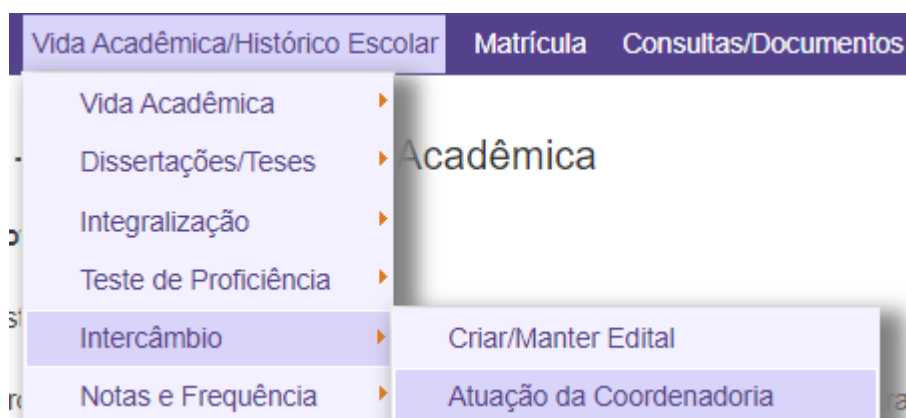 Vida Acadêmica/Histórico Escolar Matrícula Consultas/Documentos
Vida Acadêmica
Acadêmica
Dissertações/Teses
Integralização
Teste de Proficiência
Intercâmbio
Criar/Manter Edital
Notas e Frequência
Atuação da Coordenadoria